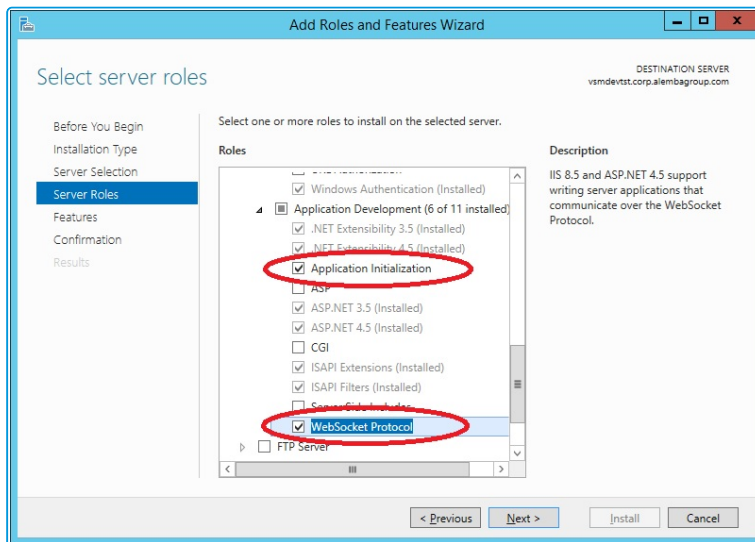 Add Roles and Features Wizard
Select server roles
DESTINATION SERVER
vsmdevtst.corp.alembagroup.com
Before You Begin
Installation Type
Server Selection
Server Roles
Features
Confirmation
Results
Select one or more roles to install on the selected server.
Roles
Windows Authentication (Installed)
Application Development (6 of 11 installed)
.NET Extensibility 3.5 (Installed)
.NET Extensibility 4.5 (Installed)
Application Initialization
ASP
ASP.NET 3.5 (Installed)
ASP.NET 4.5 (Installed)
CGI
ISAPI Extensions (Installed)
ISAPI Filters (Installed)
Server Side Includes
WebSocket Protocol
FTP Server
Description
IIS 8.5 and ASP.NET 4.5 support
writing server applications that
communicate over the WebSocket
Protocol.
< Previous
Next >
Install
Cancel